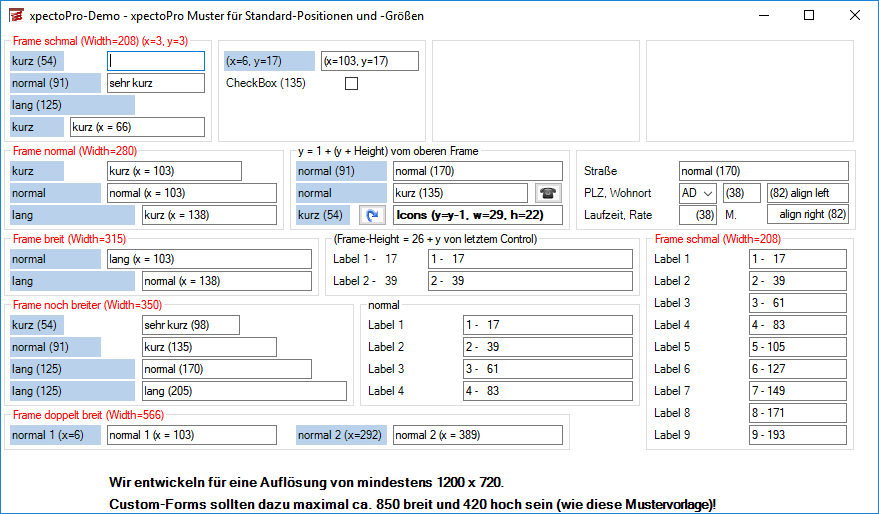 xpectoPro-Demo - xpectoPro Muster für Standard-Positionen und -Größen
Frame schmal (Width=208) (x=3, y=3)
kurz (54)
normal (91) sehr kurz
lang (125)
kurz kurz (x = 66)
(x=6, y=17) (x=103, y=17)
CheckBox (135)
Frame normal (Width=280)
kurz kurz (x = 103)
normal normal (x = 103)
lang kurz (x = 138)
y = 1 + (y + Height) vom oberen Frame
normal (91) normal (170)
normal kurz (135)
kurz (54) Icons (y=y-1, w=29, h=22)
Straße normal (170)
PLZ, Wohnort AD (38) (82) align left
Laufzeit, Rate (38) M. align right (82)
Frame breit (Width=315)
normal lang (x = 103)
lang normal (x = 138)
(Frame-Height = 26 + y von letztem Control)
Label 1 - 17 1 - 17
Label 2 - 39 2 - 39
Frame schmal (Width=208)
Label 1 1 - 17
Label 2 2 - 39
Label 3 3 - 61
Label 4 4 - 83
Label 5 5 - 105
Label 6 6 - 127
Label 7 7 - 149
Label 8 8 - 171
Label 9 9 - 193
Frame noch breiter (Width=350)
kurz (54) sehr kurz (98)
normal (91) kurz (135)
lang (125) normal (170)
lang (125) lang (205)
normal
Label 1 1 - 17
Label 2 2 - 39
Label 3 3 - 61
Label 4 4 - 83
Frame doppelt breit (Width=566)
normal 1 (x=6) normal 1 (x = 103) normal 2 (x=292) normal 2 (x = 389)
Wir entwickeln für eine Auflösung von mindestens 1200 x 720.
Custom-Forms sollten dazu maximal ca. 850 breit und 420 hoch sein (wie diese Mustervorlage)!